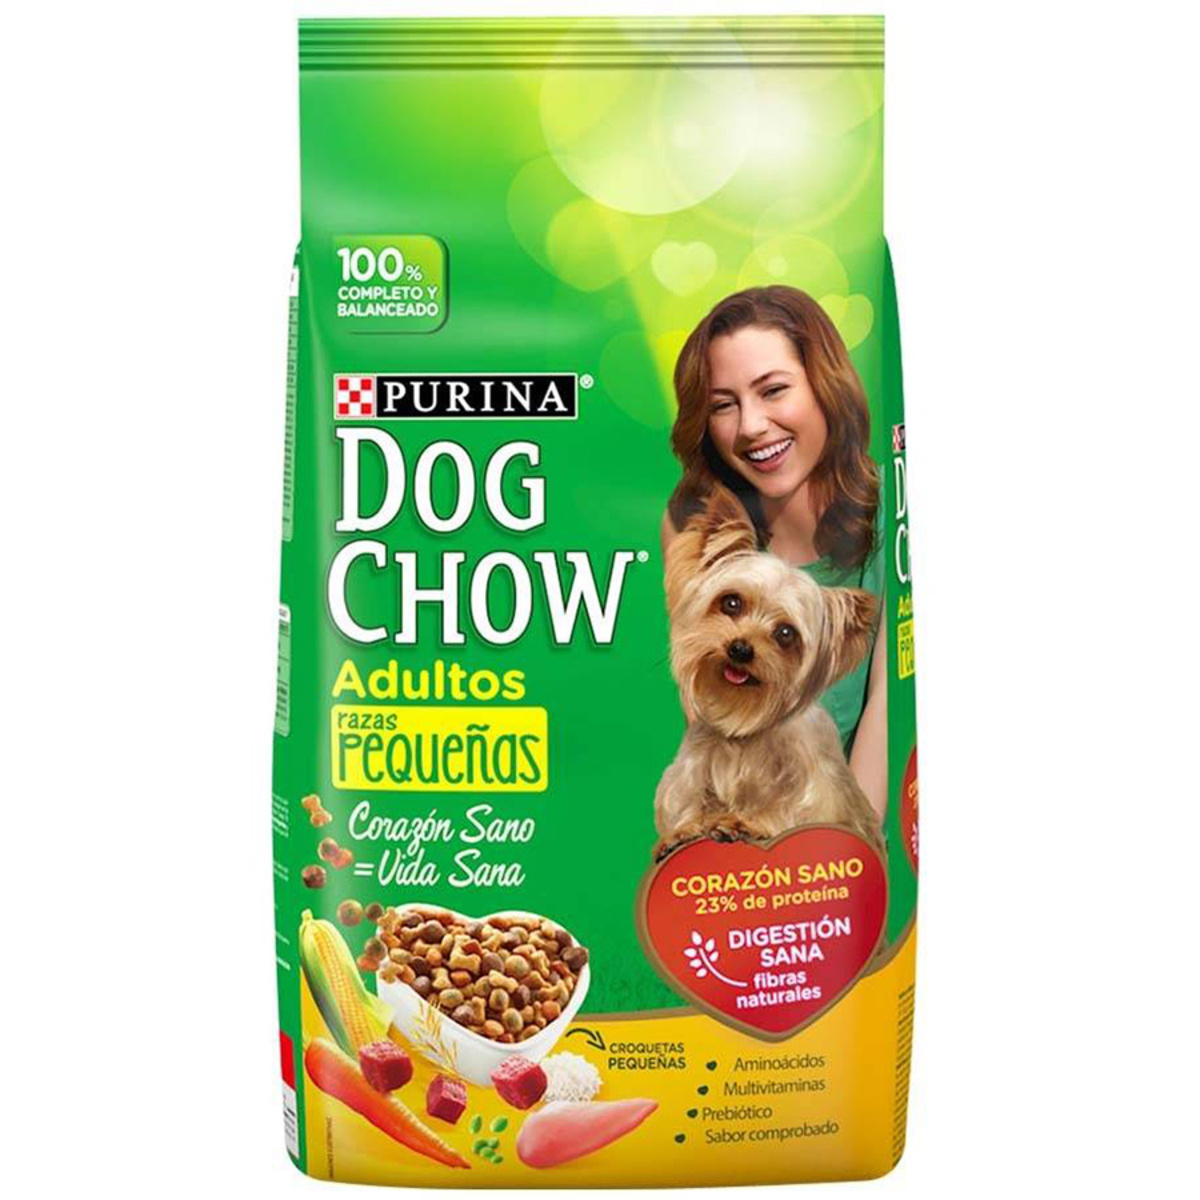 100%
COMPLETO Y
BALANCEADO
PURINA®
DOG
CHOW®
Adultos
razas
Pequeñas
Corazón Sano
=Vida Sana
CORAZÓN SANO
23% de proteína
DIGESTIÓN
SANA
fibras
naturales
CROQUETAS
PEQUEÑAS
• Aminoácidos
• Multivitaminas
• Prebiótico
• Sabor comprobado